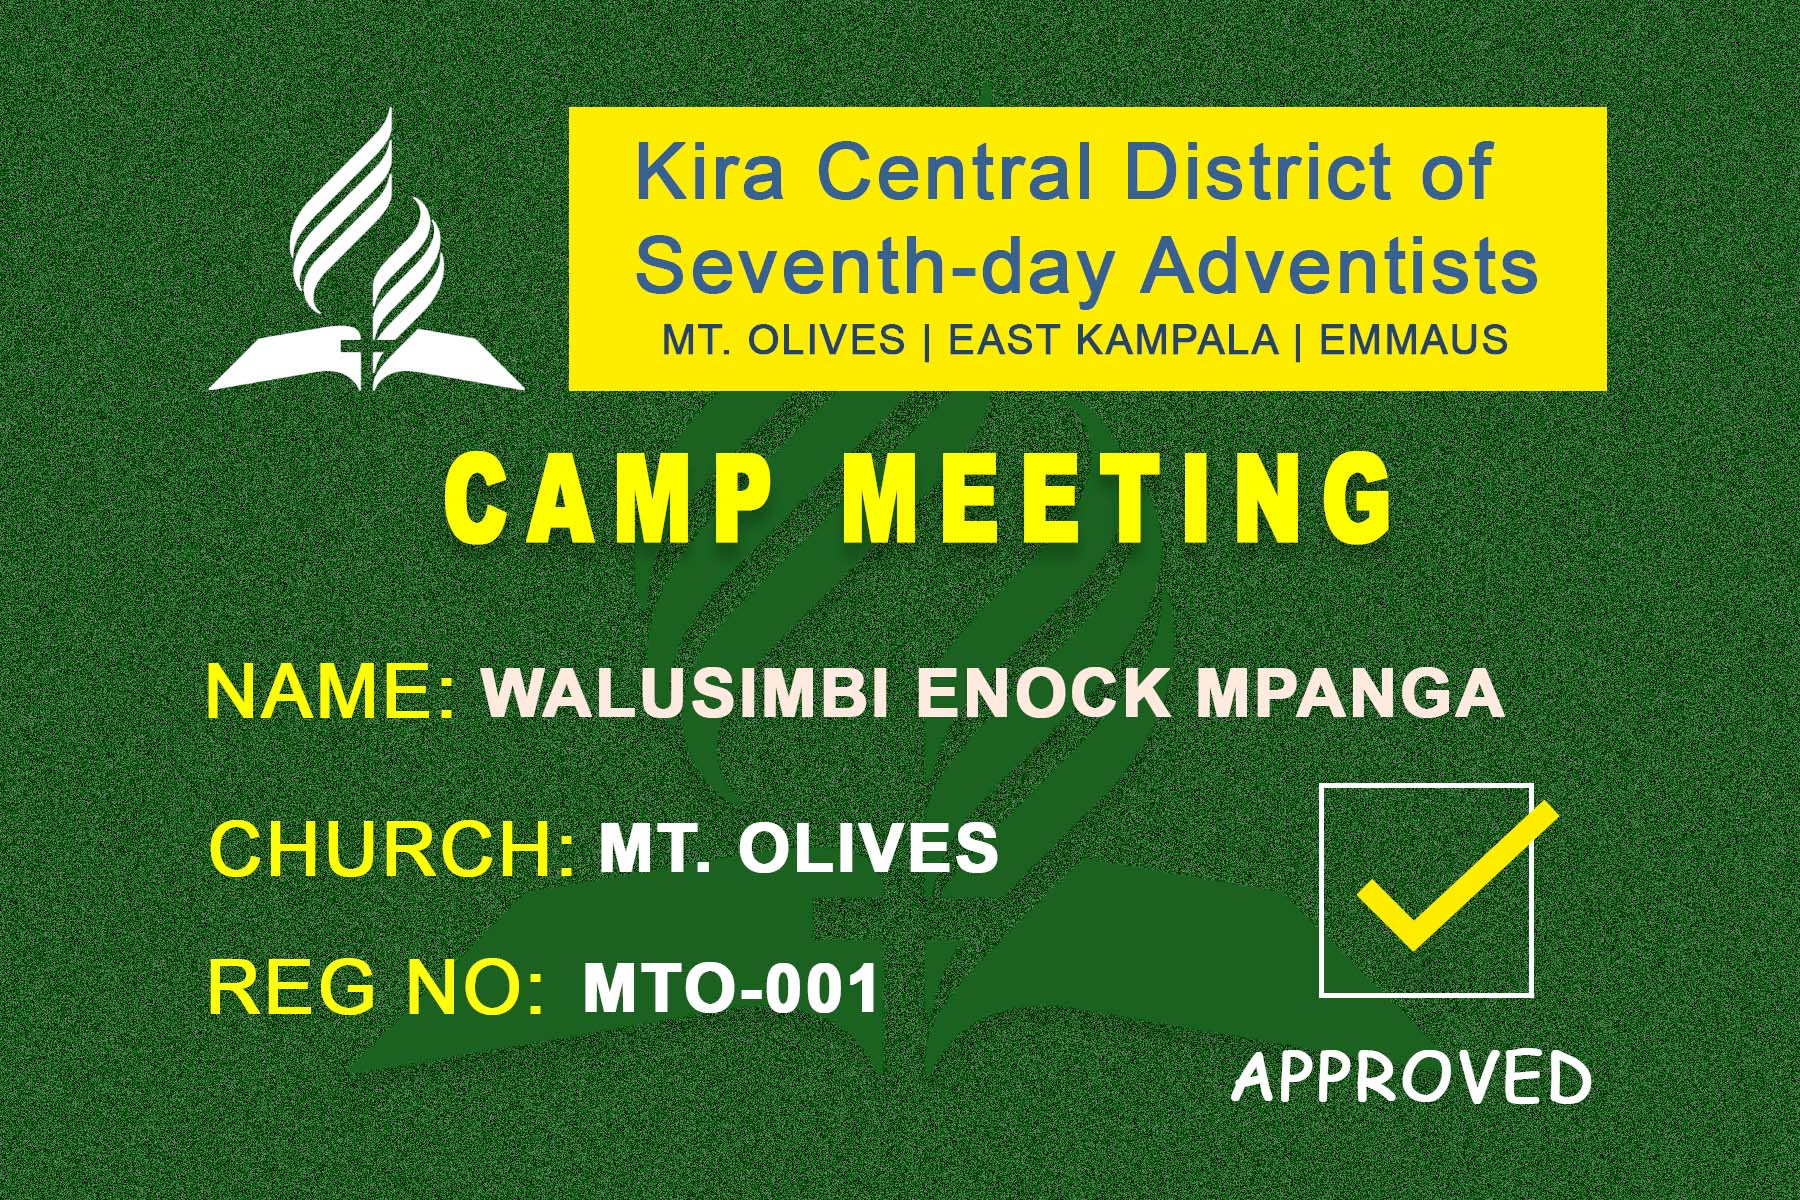 Kira Central District of
Seventh-day Adventists
MT. OLIVES | EAST KAMPALA | EMMAUS
CAMP MEETING
NAME: WALUSIMBI ENOCK MPANGA
CHURCH: MT. OLIVES
REG NO: MTO-001
APPROVED